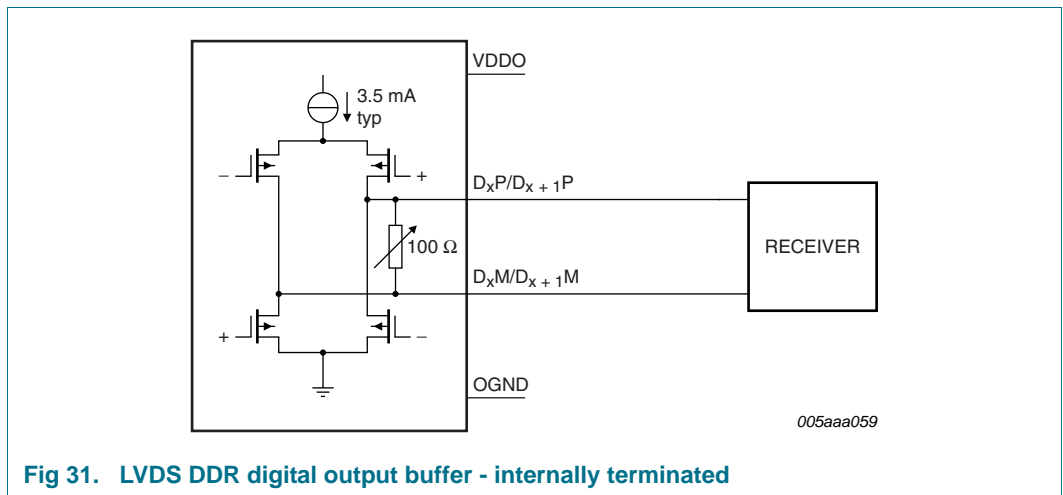 VDDO
3.5 mA
typ
−
+
DxP/Dx + 1P
100 Ω
RECEIVER
DxM/Dx + 1M
+
−
OGND
005aaa059
Fig 31. LVDS DDR digital output buffer - internally terminated